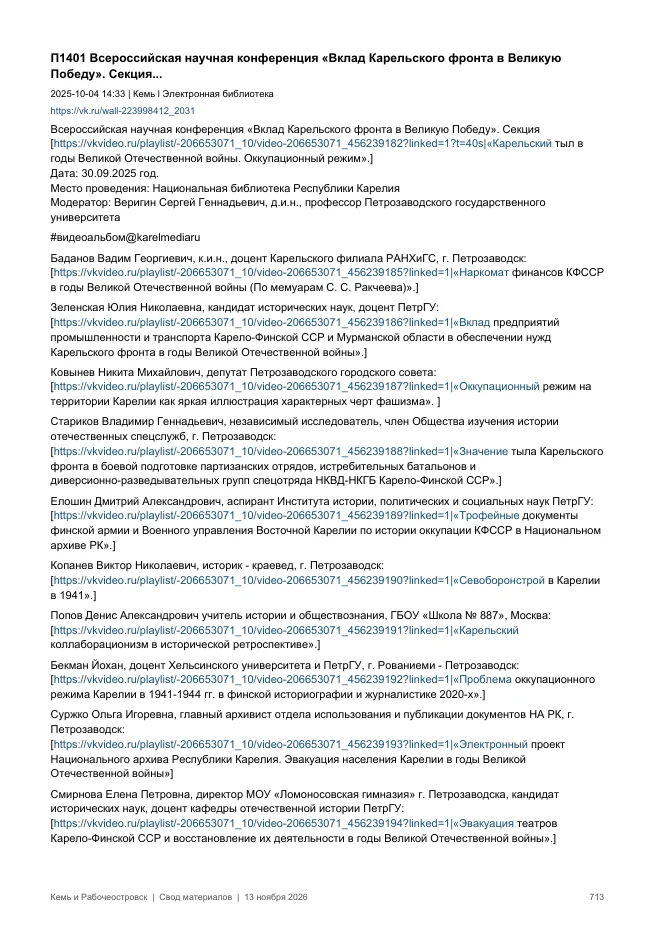 П1401 Всероссийская научная конференция «Вклад Карельского фронта в Великую
Победу». Секция...
2025-10-04 14:33 | Кемь I Электронная библиотека
https://vk.ru/wall-223998412_2031
Всероссийская научная конференция «Вклад Карельского фронта в Великую Победу». Секция
[https://vkvideo.ru/playlist/-206653071_10/video-206653071_456239182?linked=1?t=40s|«Карельский тыл в
годы Великой Отечественной войны. Оккупационный режим».]
Дата: 30.09.2025 год.
Место проведения: Национальная библиотека Республики Карелия
Модератор: Веригин Сергей Геннадьевич, д.и.н., профессор Петрозаводского государственного
университета
#видеоальбом@karelmediaru
Баданов Вадим Георгиевич, к.и.н., доцент Карельского филиала РАНХиГС, г. Петрозаводск:
[https://vkvideo.ru/playlist/-206653071_10/video-206653071_456239185?linked=1|«Наркомат финансов КФССР
в годы Великой Отечественной войны (По мемуарам С. С. Ракчеева)».]
Зеленская Юлия Николаевна, кандидат исторических наук, доцент ПетрГУ:
[https://vkvideo.ru/playlist/-206653071_10/video-206653071_456239186?linked=1|«Вклад предприятий
промышленности и транспорта Карело-Финской ССР и Мурманской области в обеспечении нужд
Карельского фронта в годы Великой Отечественной войны».]
Ковынев Никита Михайлович, депутат Петрозаводского городского совета:
[https://vkvideo.ru/playlist/-206653071_10/video-206653071_456239187?linked=1|«Оккупационный режим на
территории Карелии как яркая иллюстрация характерных черт фашизма». ]
Стариков Владимир Геннадьевич, независимый исследователь, член Общества изучения истории
отечественных спецслужб, г. Петрозаводск:
[https://vkvideo.ru/playlist/-206653071_10/video-206653071_456239188?linked=1|«Значение тыла Карельского
фронта в боевой подготовке партизанских отрядов, истребительных батальонов и
диверсионно-разведывательных групп спецотряда НКВД-НКГБ Карело-Финской ССР».]
Елошин Дмитрий Александрович, аспирант Института истории, политических и социальных наук ПетрГУ:
[https://vkvideo.ru/playlist/-206653071_10/video-206653071_456239189?linked=1|«Трофейные документы
финской армии и Военного управления Восточной Карелии по истории оккупации КФССР в Национальном
архиве РК».]
Копанев Виктор Николаевич, историк - краевед, г. Петрозаводск:
[https://vkvideo.ru/playlist/-206653071_10/video-206653071_456239190?linked=1|«Севоборонстрой в Карелии
в 1941».]
Попов Денис Александрович учитель истории и обществознания, ГБОУ «Школа № 887», Москва:
[https://vkvideo.ru/playlist/-206653071_10/video-206653071_456239191?linked=1|«Карельский
коллаборационизм в исторической ретроспективе».]
Бекман Йохан, доцент Хельсинского университета и ПетрГУ, г. Рованиеми - Петрозаводск:
[https://vkvideo.ru/playlist/-206653071_10/video-206653071_456239192?linked=1|«Проблема оккупационного
режима Карелии в 1941-1944 гг. в финской историографии и журналистике 2020-х».]
Суржко Ольга Игоревна, главный архивист отдела использования и публикации документов НА РК, г.
Петрозаводск:
[https://vkvideo.ru/playlist/-206653071_10/video-206653071_456239193?linked=1|«Электронный проект
Национального архива Республики Карелия. Эвакуация населения Карелии в годы Великой
Отечественной войны»]
Смирнова Елена Петровна, директор МОУ «Ломоносовская гимназия» г. Петрозаводска, кандидат
исторических наук, доцент кафедры отечественной истории ПетрГУ:
[https://vkvideo.ru/playlist/-206653071_10/video-206653071_456239194?linked=1|«Эвакуация театров
Карело-Финской ССР и восстановление их деятельности в годы Великой Отечественной войны».]
Кемь и Рабочеостровск | Свод материалов | 13 ноября 2026
713